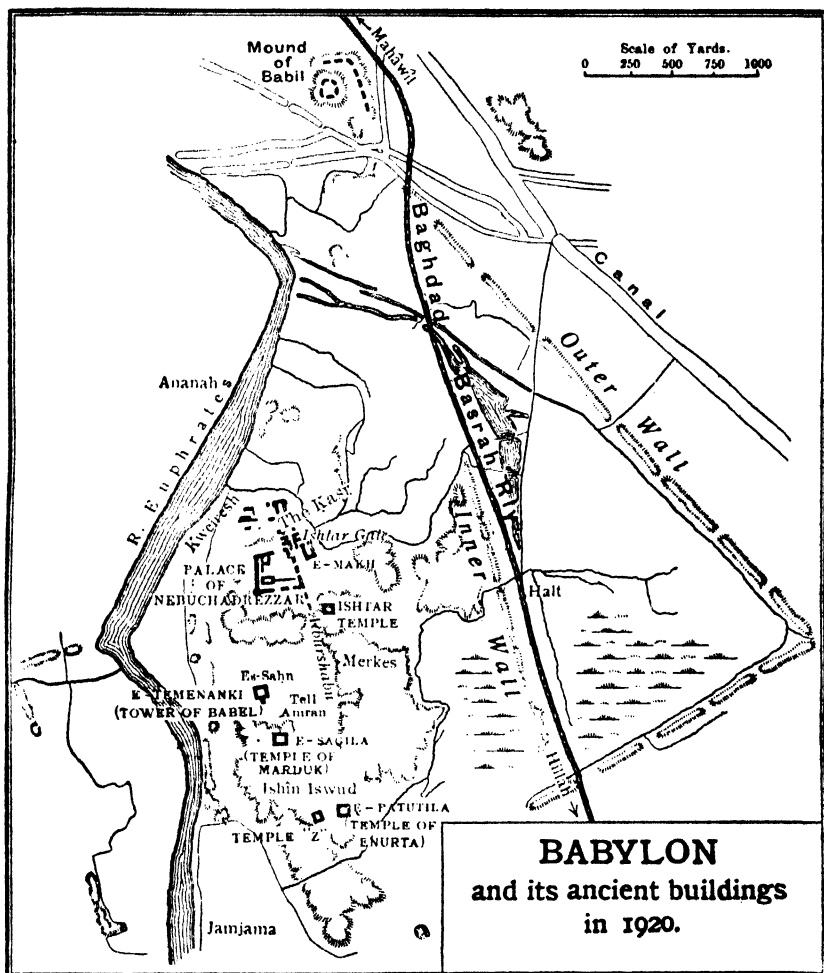 Mound
of
Babil
Mahâwîl
Scale of Yards.
0 250 500 750 1000
Baghdad
Basrah Rly
Canal
Outer
Wall
Ananah
R. Euphrates
Kweresh
The Kasr
Ishtar Gate
E-MAKH
Inner
Wall
PALACE
OF
NEBUCHADREZZAR
Halt
ISHTAR
TEMPLE
Merkes
Es-Sahn
E-TEMENANKI
(TOWER OF BABEL)
Tell
Amran
E-SAGILA
(TEMPLE OF
MARDUK)
Hillah
Ishîn Iswud
E-PATUTILA
(TEMPLE OF
ENURTA)
TEMPLE "Z"
Jamjama
BABYLON
and its ancient buildings
in 1920.